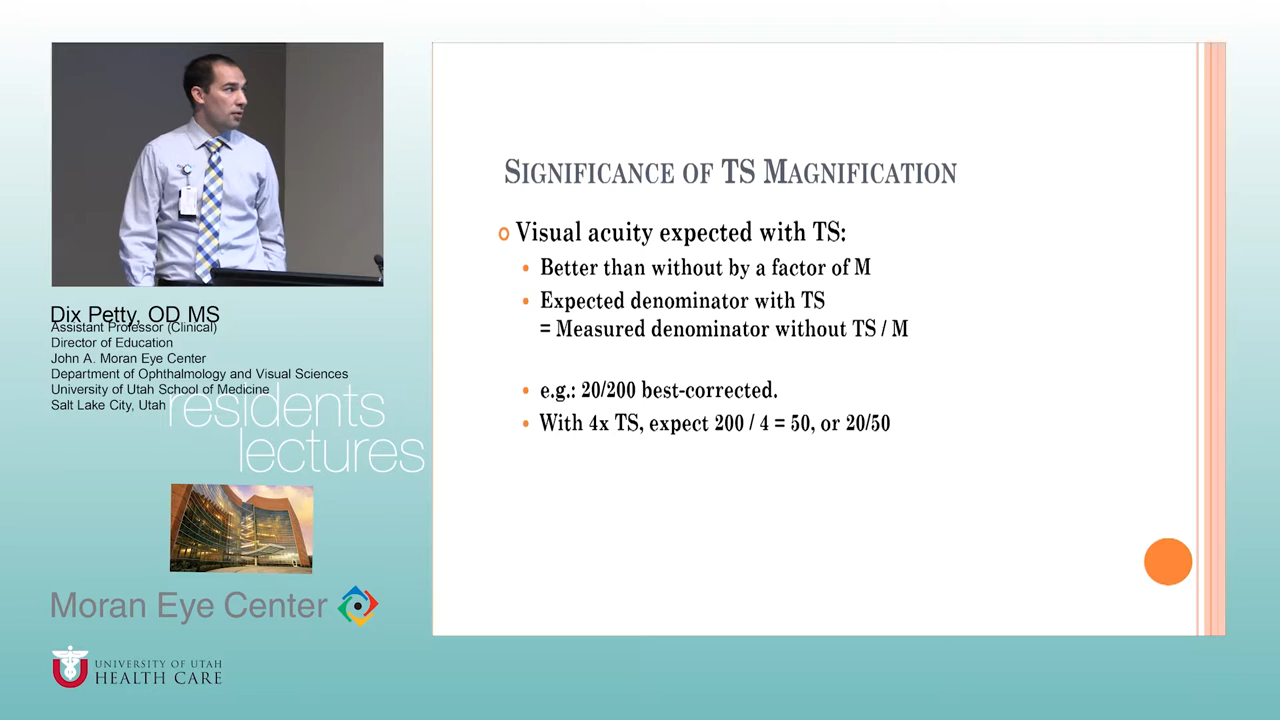 SIGNIFICANCE OF TS MAGNIFICATION
Visual acuity expected with TS:
Better than without by a factor of M
Expected denominator with TS
= Measured denominator without TS / M
e.g.: 20/200 best-corrected.
With 4x TS, expect 200 / 4 = 50, or 20/50
Dix Petty, OD MS
Assistant Professor (Clinical)
Director of Education
John A. Moran Eye Center
Department of Ophthalmology and Visual Sciences
University of Utah School of Medicine
Salt Lake City, Utah
residents
lectures
Moran Eye Center
UNIVERSITY OF UTAH
HEALTH CARE